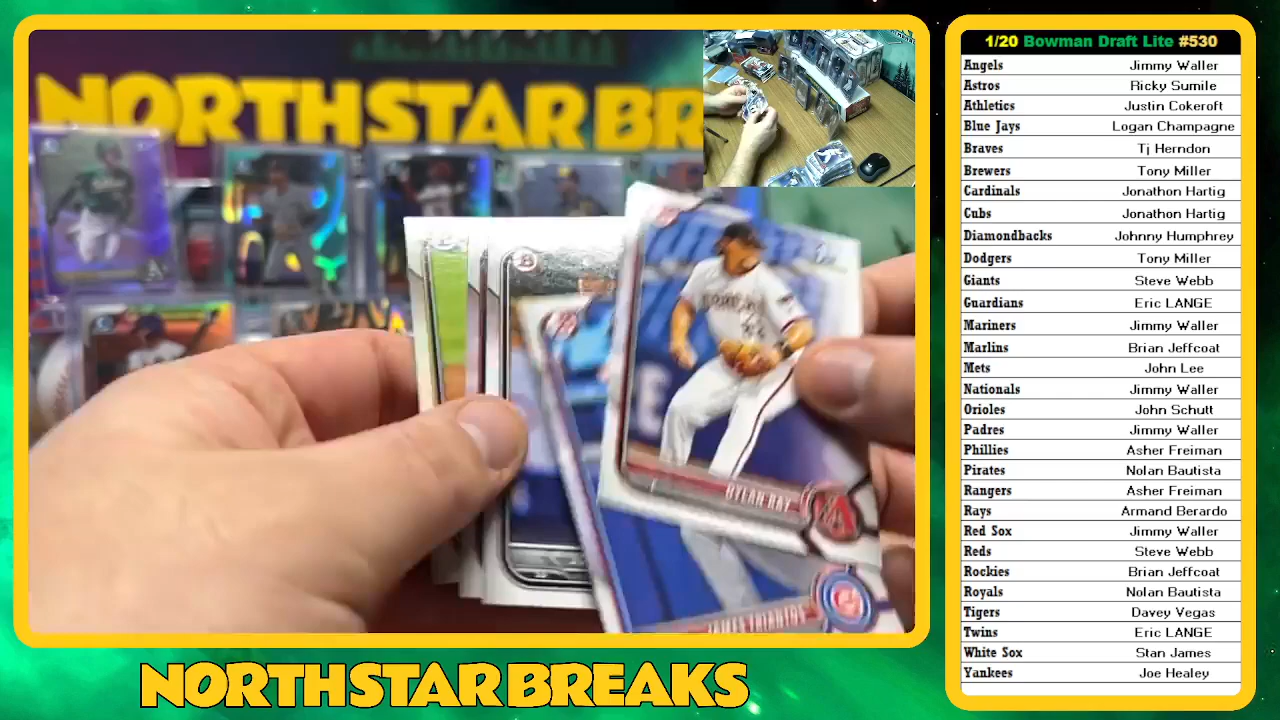 NORTHSTAR BREAKS
DYLAN RAY
NORTHSTAR BREAKS
1/20 Bowman Draft Lite #530
Angels Jimmy Waller
Astros Ricky Sumile
Athletics Justin Cokeroft
Blue Jays Logan Champagne
Braves Tj Herndon
Brewers Tony Miller
Cardinals Jonathon Hartig
Cubs Jonathon Hartig
Diamondbacks Johnny Humphrey
Dodgers Tony Miller
Giants Steve Webb
Guardians Eric LANGE
Mariners Jimmy Waller
Marlins Brian Jeffcoat
Mets John Lee
Nationals Jimmy Waller
Orioles John Schutt
Padres Jimmy Waller
Phillies Asher Freiman
Pirates Nolan Bautista
Rangers Asher Freiman
Rays Armand Berardo
Red Sox Jimmy Waller
Reds Steve Webb
Rockies Brian Jeffcoat
Royals Nolan Bautista
Tigers Davey Vegas
Twins Eric LANGE
White Sox Stan James
Yankees Joe Healey